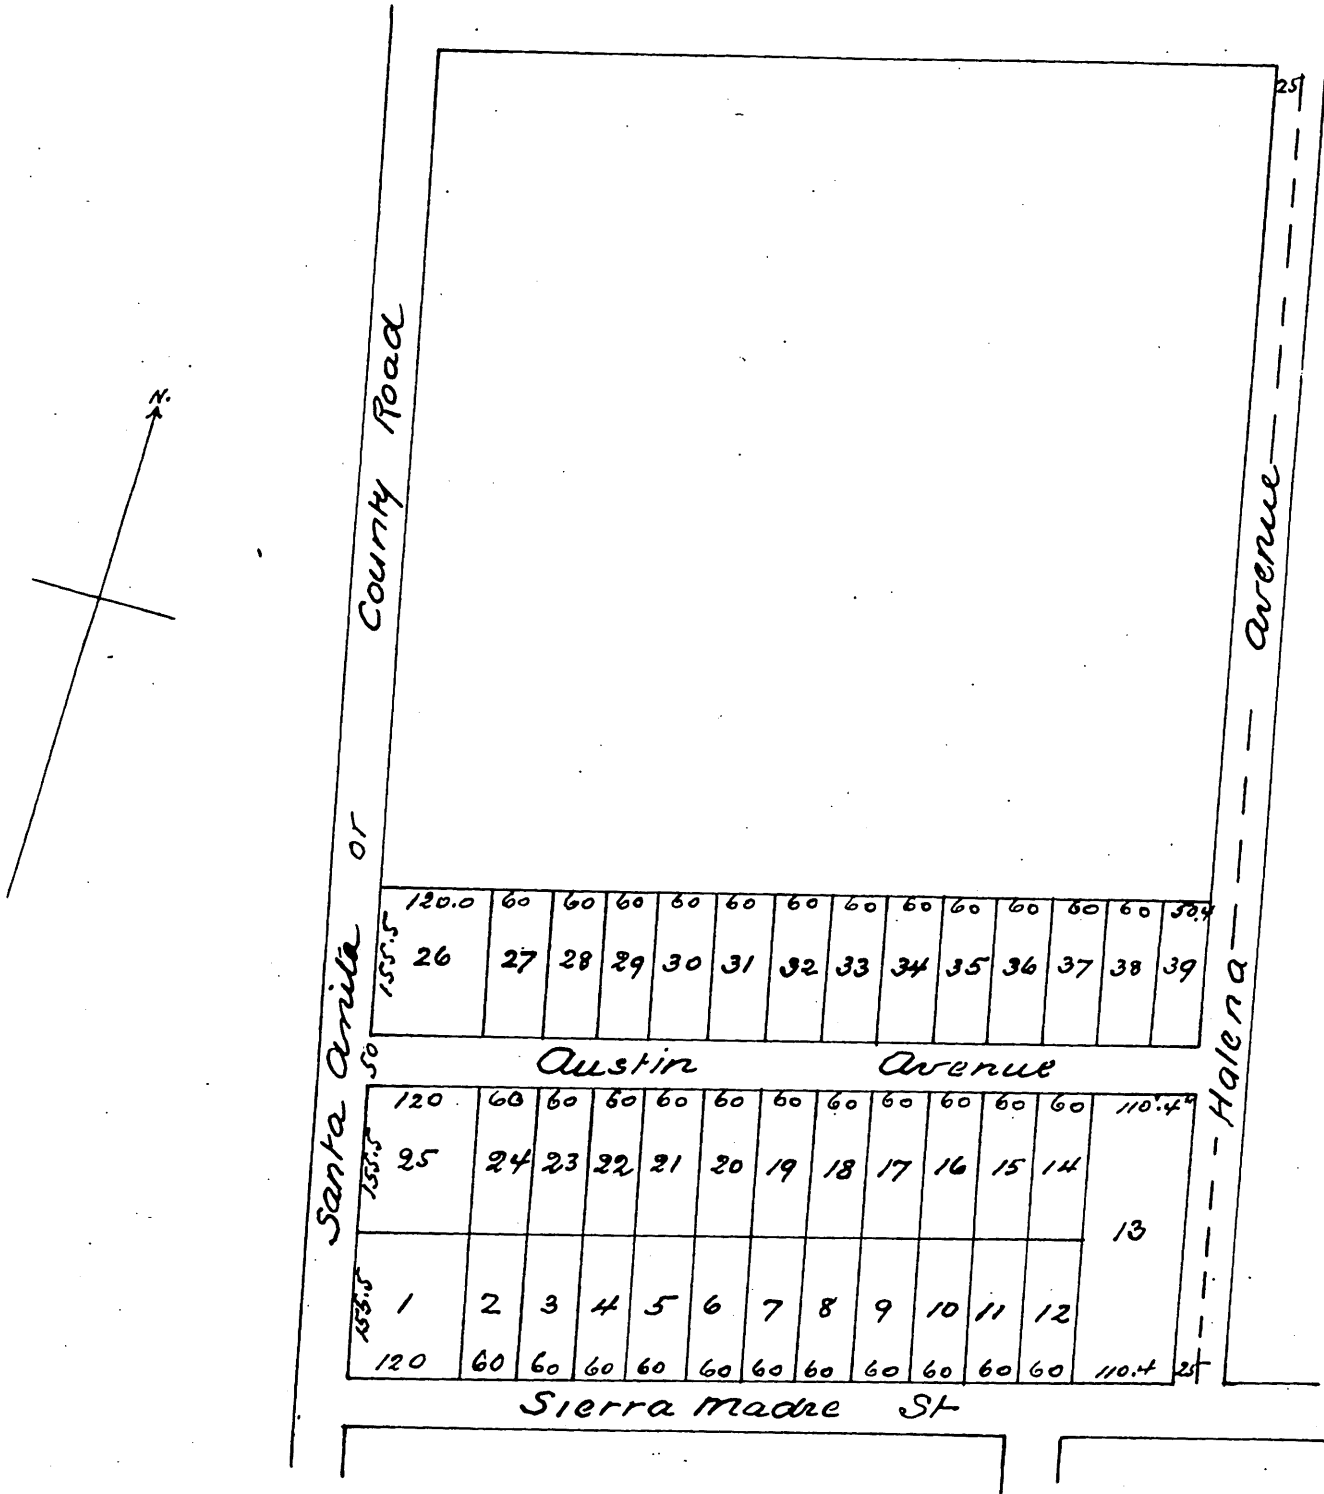 25
N.
Santa Anita or County Road
Halena Avenue
120.0 60 60 60 60 60 60 60 60 60 60 60 60 50.4
155.5
26 27 28 29 30 31 32 33 34 35 36 37 38 39
50
Austin Avenue
120 60 60 60 60 60 60 60 60 60 60 60 110.4
155.5
25 24 23 22 21 20 19 18 17 16 15 14
13
155.5
1 2 3 4 5 6 7 8 9 10 11 12
120 60 60 60 60 60 60 60 60 60 60 60 110.4 25
Sierra Madre St